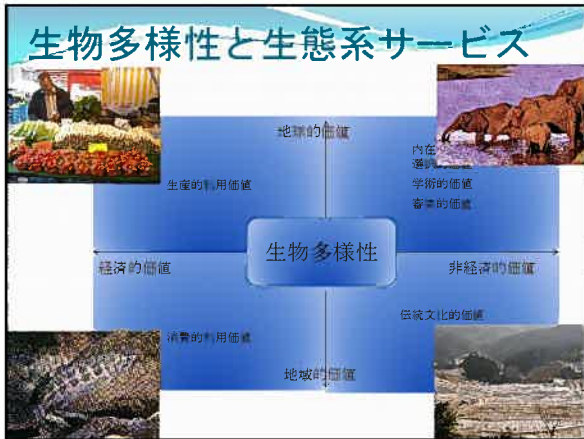 生物多様性と生態系サービス
地球的価値
生産的利用価値
学術的価値
審美的価値
生物多様性
経済的価値
非経済的価値
伝統文化的価値
消費的利用価値
地域的価値